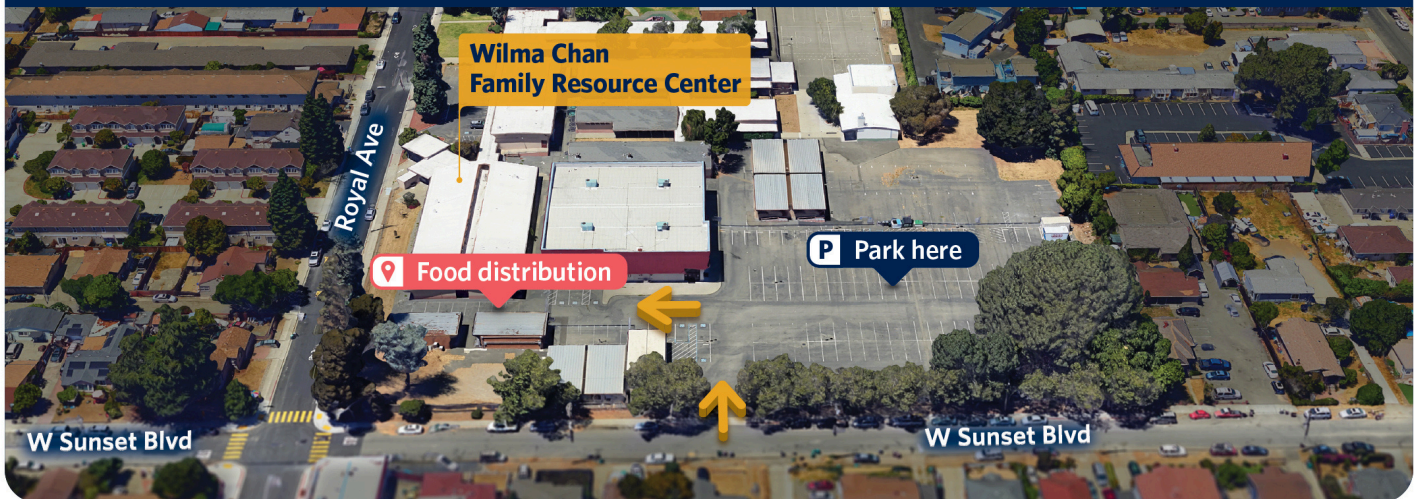 Wilma Chan
Family Resource Center
Royal Ave
P Park here
Food distribution
W Sunset Blvd
W Sunset Blvd